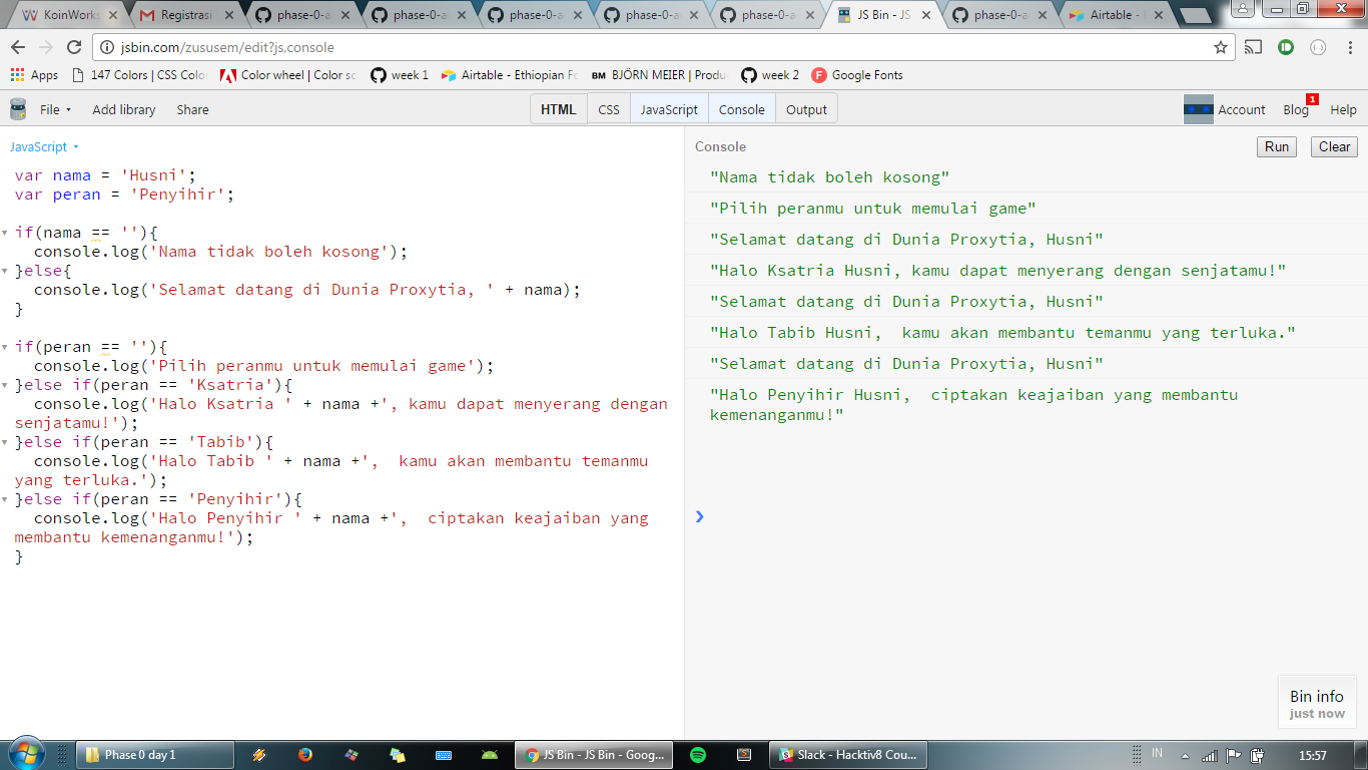 KoinWorks
Registrasi
phase-0-a
phase-0-a
phase-0-a
phase-0-a
phase-0-a
JS Bin - JS
phase-0-a
Airtable -
jsbin.com/zususem/edit?js,console
Apps
147 Colors | CSS Colo
Color wheel | Color sc
week 1
Airtable - Ethiopian Fo
BM BJÖRN MEIER | Produ
week 2
F Google Fonts
File
Add library
Share
HTML
CSS
JavaScript
Console
Output
Account
Blog 1
Help
JavaScript
var nama = 'Husni';
var peran = 'Penyihir';
if(nama == ''){
console.log('Nama tidak boleh kosong');
}else{
console.log('Selamat datang di Dunia Proxytia, ' + nama);
}
if(peran == ''){
console.log('Pilih peranmu untuk memulai game');
}else if(peran == 'Ksatria'){
console.log('Halo Ksatria ' + nama +', kamu dapat menyerang dengan
senjatamu!');
}else if(peran == 'Tabib'){
console.log('Halo Tabib ' + nama +',  kamu akan membantu temanmu
yang terluka.');
}else if(peran == 'Penyihir'){
console.log('Halo Penyihir ' + nama +',  ciptakan keajaiban yang
membantu kemenanganmu!');
}
Console
Run
Clear
"Nama tidak boleh kosong"
"Pilih peranmu untuk memulai game"
"Selamat datang di Dunia Proxytia, Husni"
"Halo Ksatria Husni, kamu dapat menyerang dengan senjatamu!"
"Selamat datang di Dunia Proxytia, Husni"
"Halo Tabib Husni,  kamu akan membantu temanmu yang terluka."
"Selamat datang di Dunia Proxytia, Husni"
"Halo Penyihir Husni,  ciptakan keajaiban yang membantu
kemenanganmu!"
Bin info
just now
Phase 0 day 1
JS Bin - JS Bin - Goog...
Slack - Hacktiv8 Cou...
IN
15:57